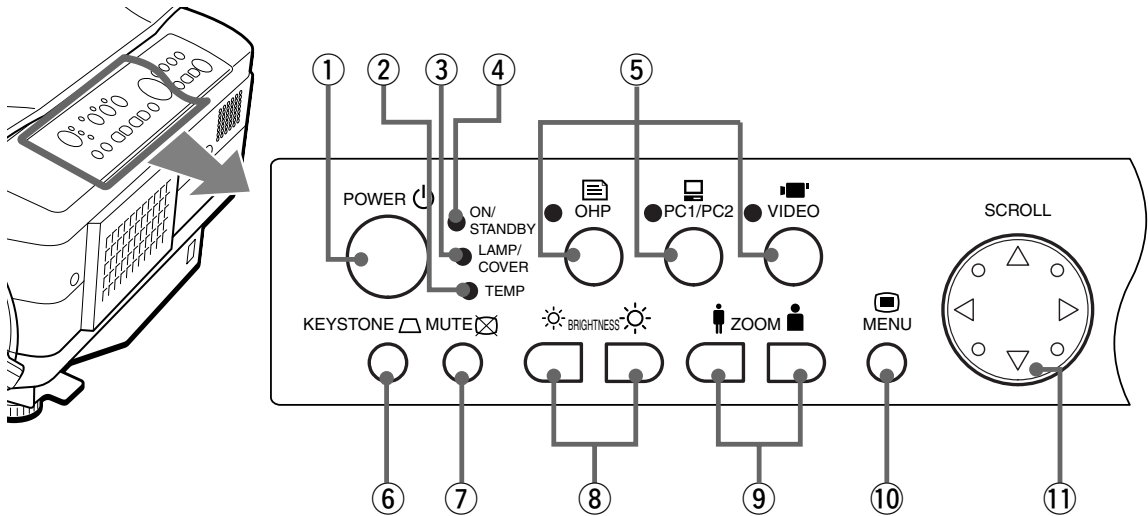 ① ② ③ ④ ⑤
POWER
ON/
STANDBY
LAMP/
COVER
TEMP
OHP
PC1/PC2
VIDEO
SCROLL
KEYSTONE
MUTE
BRIGHTNESS
ZOOM
MENU
⑥ ⑦ ⑧ ⑨ ⑩ ⑪